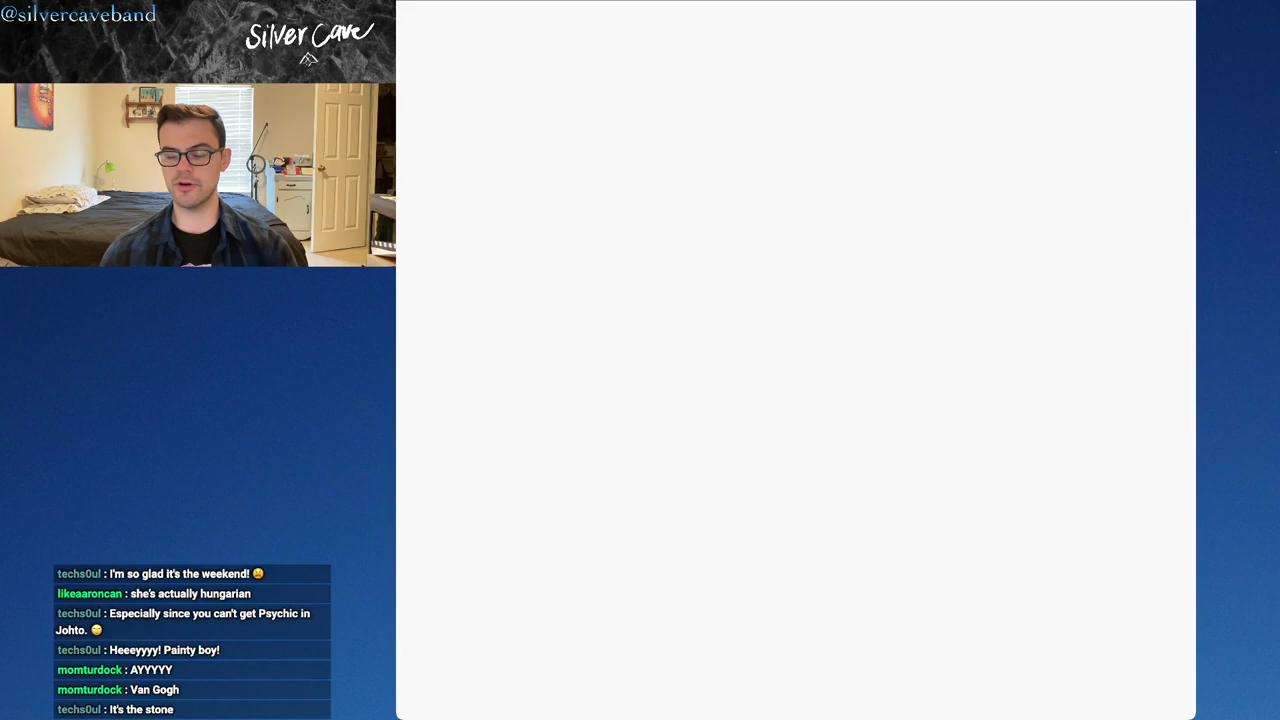 @silvercaveband
Silver Cave
techs0ul : I'm so glad it's the weekend! 😩
likeaaroncan : she's actually hungarian
techs0ul : Especially since you can't get Psychic in
Johto. 🙄
techs0ul : Heeeyyyy! Painty boy!
momturdock : AYYYYY
momturdock : Van Gogh
techs0ul : It's the stone